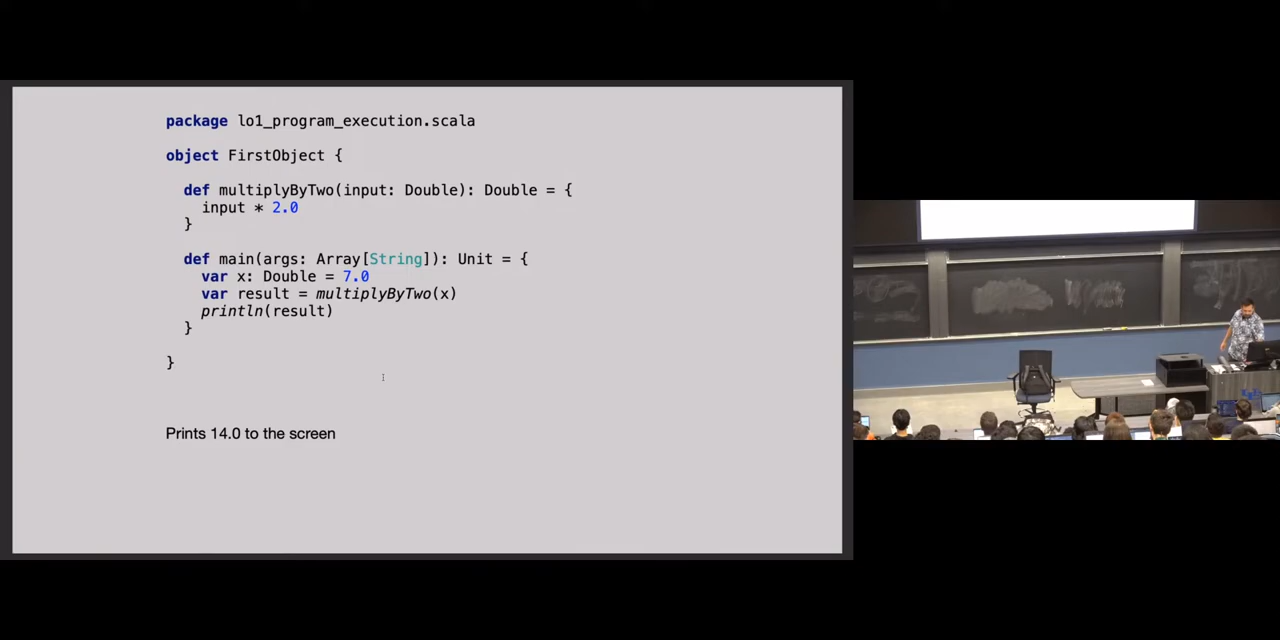 package lo1_program_execution.scala
object FirstObject {
def multiplyByTwo(input: Double): Double = {
input * 2.0
}
def main(args: Array[String]): Unit = {
var x: Double = 7.0
var result = multiplyByTwo(x)
println(result)
}
}
Prints 14.0 to the screen